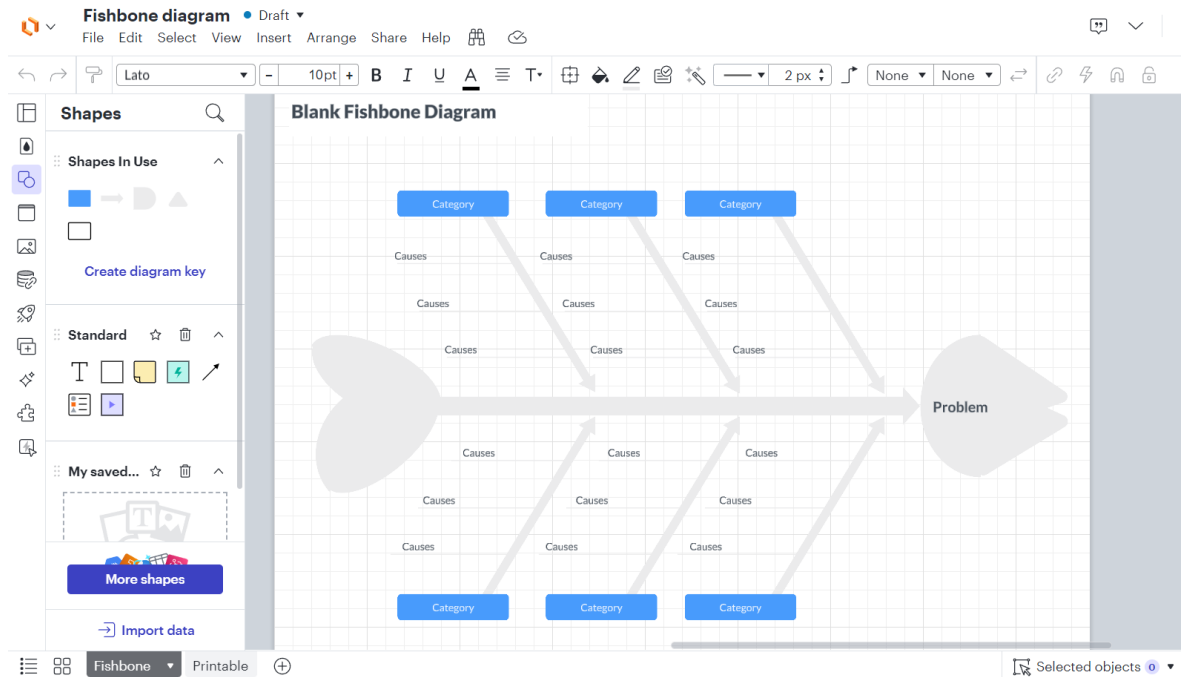 Fishbone diagram Draft
File Edit Select View Insert Arrange Share Help
Lato − 10pt + B I U A T 2 px None None
Shapes
Shapes In Use
Create diagram key
Standard
T
My saved...
T
More shapes
Import data
Blank Fishbone Diagram
Category Category Category
Causes Causes Causes
Causes Causes Causes
Causes Causes Causes
Problem
Causes Causes Causes
Causes Causes Causes
Causes Causes Causes
Category Category Category
Fishbone Printable Selected objects 0